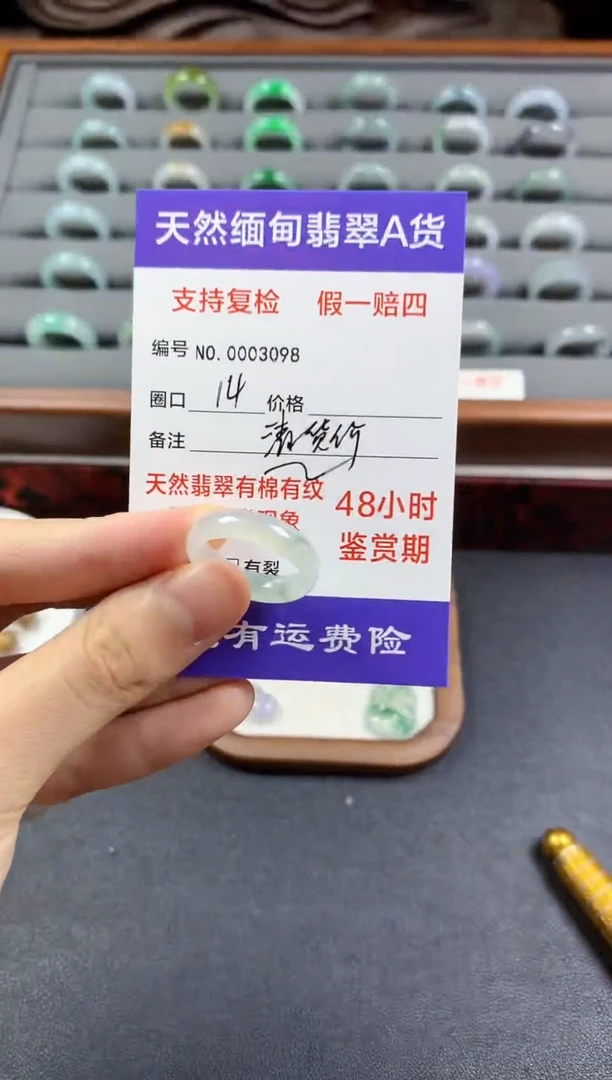 天然缅甸翡翠A货
支持复检 假一赔四
编号 NO.0003098
圈口 14 价格
备注 清货价
天然翡翠有棉有纹
48小时
鉴赏期
有裂
有运费险